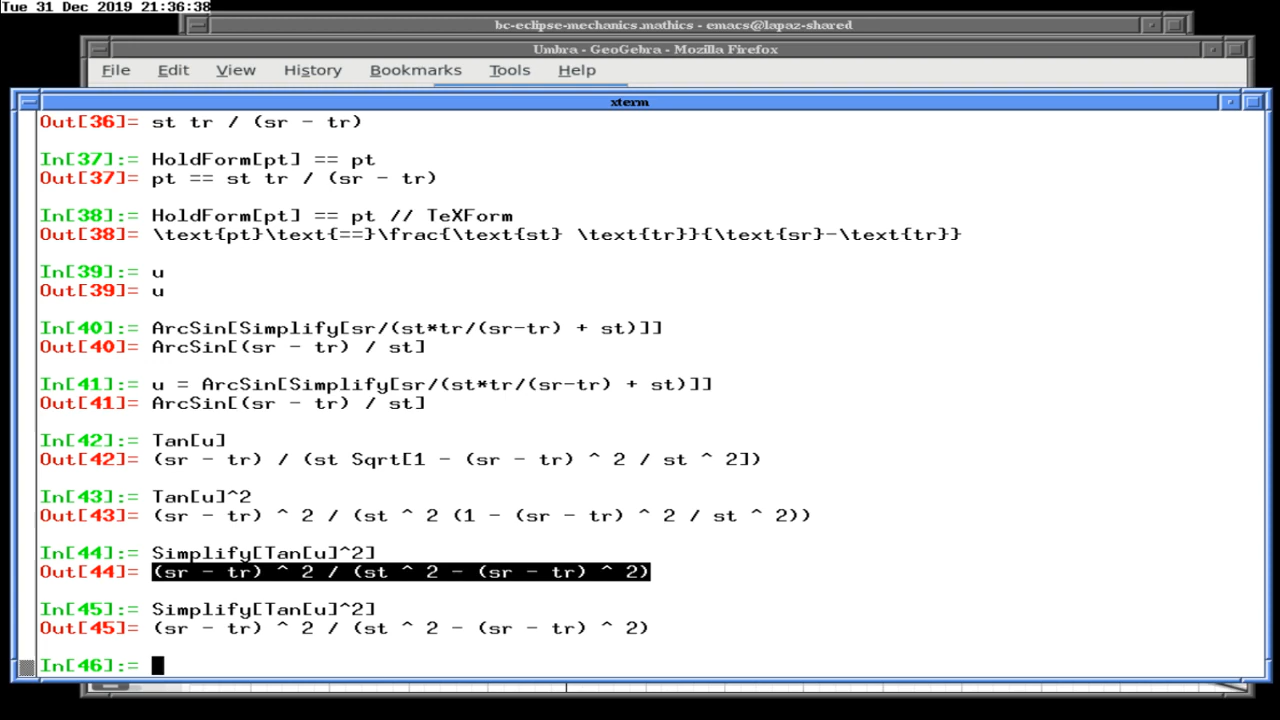 Tue 31 Dec 2019 21:36:38
bc-eclipse-mechanics.mathics - emacs@lapaz-shared
Umbra - GeoGebra - Mozilla Firefox
File Edit View History Bookmarks Tools Help
xterm
Out[36]= st tr / (sr - tr)
In[37]:= HoldForm[pt] == pt
Out[37]= pt == st tr / (sr - tr)
In[38]:= HoldForm[pt] == pt // TeXForm
Out[38]= \text{pt}\text{==}\frac{\text{st} \text{tr}}{\text{sr}-\text{tr}}
In[39]:= u
Out[39]= u
In[40]:= ArcSin[Simplify[sr/(st*tr/(sr-tr) + st)]]
Out[40]= ArcSin[(sr - tr) / st]
In[41]:= u = ArcSin[Simplify[sr/(st*tr/(sr-tr) + st)]]
Out[41]= ArcSin[(sr - tr) / st]
In[42]:= Tan[u]
Out[42]= (sr - tr) / (st Sqrt[1 - (sr - tr) ^ 2 / st ^ 2])
In[43]:= Tan[u]^2
Out[43]= (sr - tr) ^ 2 / (st ^ 2 (1 - (sr - tr) ^ 2 / st ^ 2))
In[44]:= Simplify[Tan[u]^2]
Out[44]= (sr - tr) ^ 2 / (st ^ 2 - (sr - tr) ^ 2)
In[45]:= Simplify[Tan[u]^2]
Out[45]= (sr - tr) ^ 2 / (st ^ 2 - (sr - tr) ^ 2)
In[46]:=